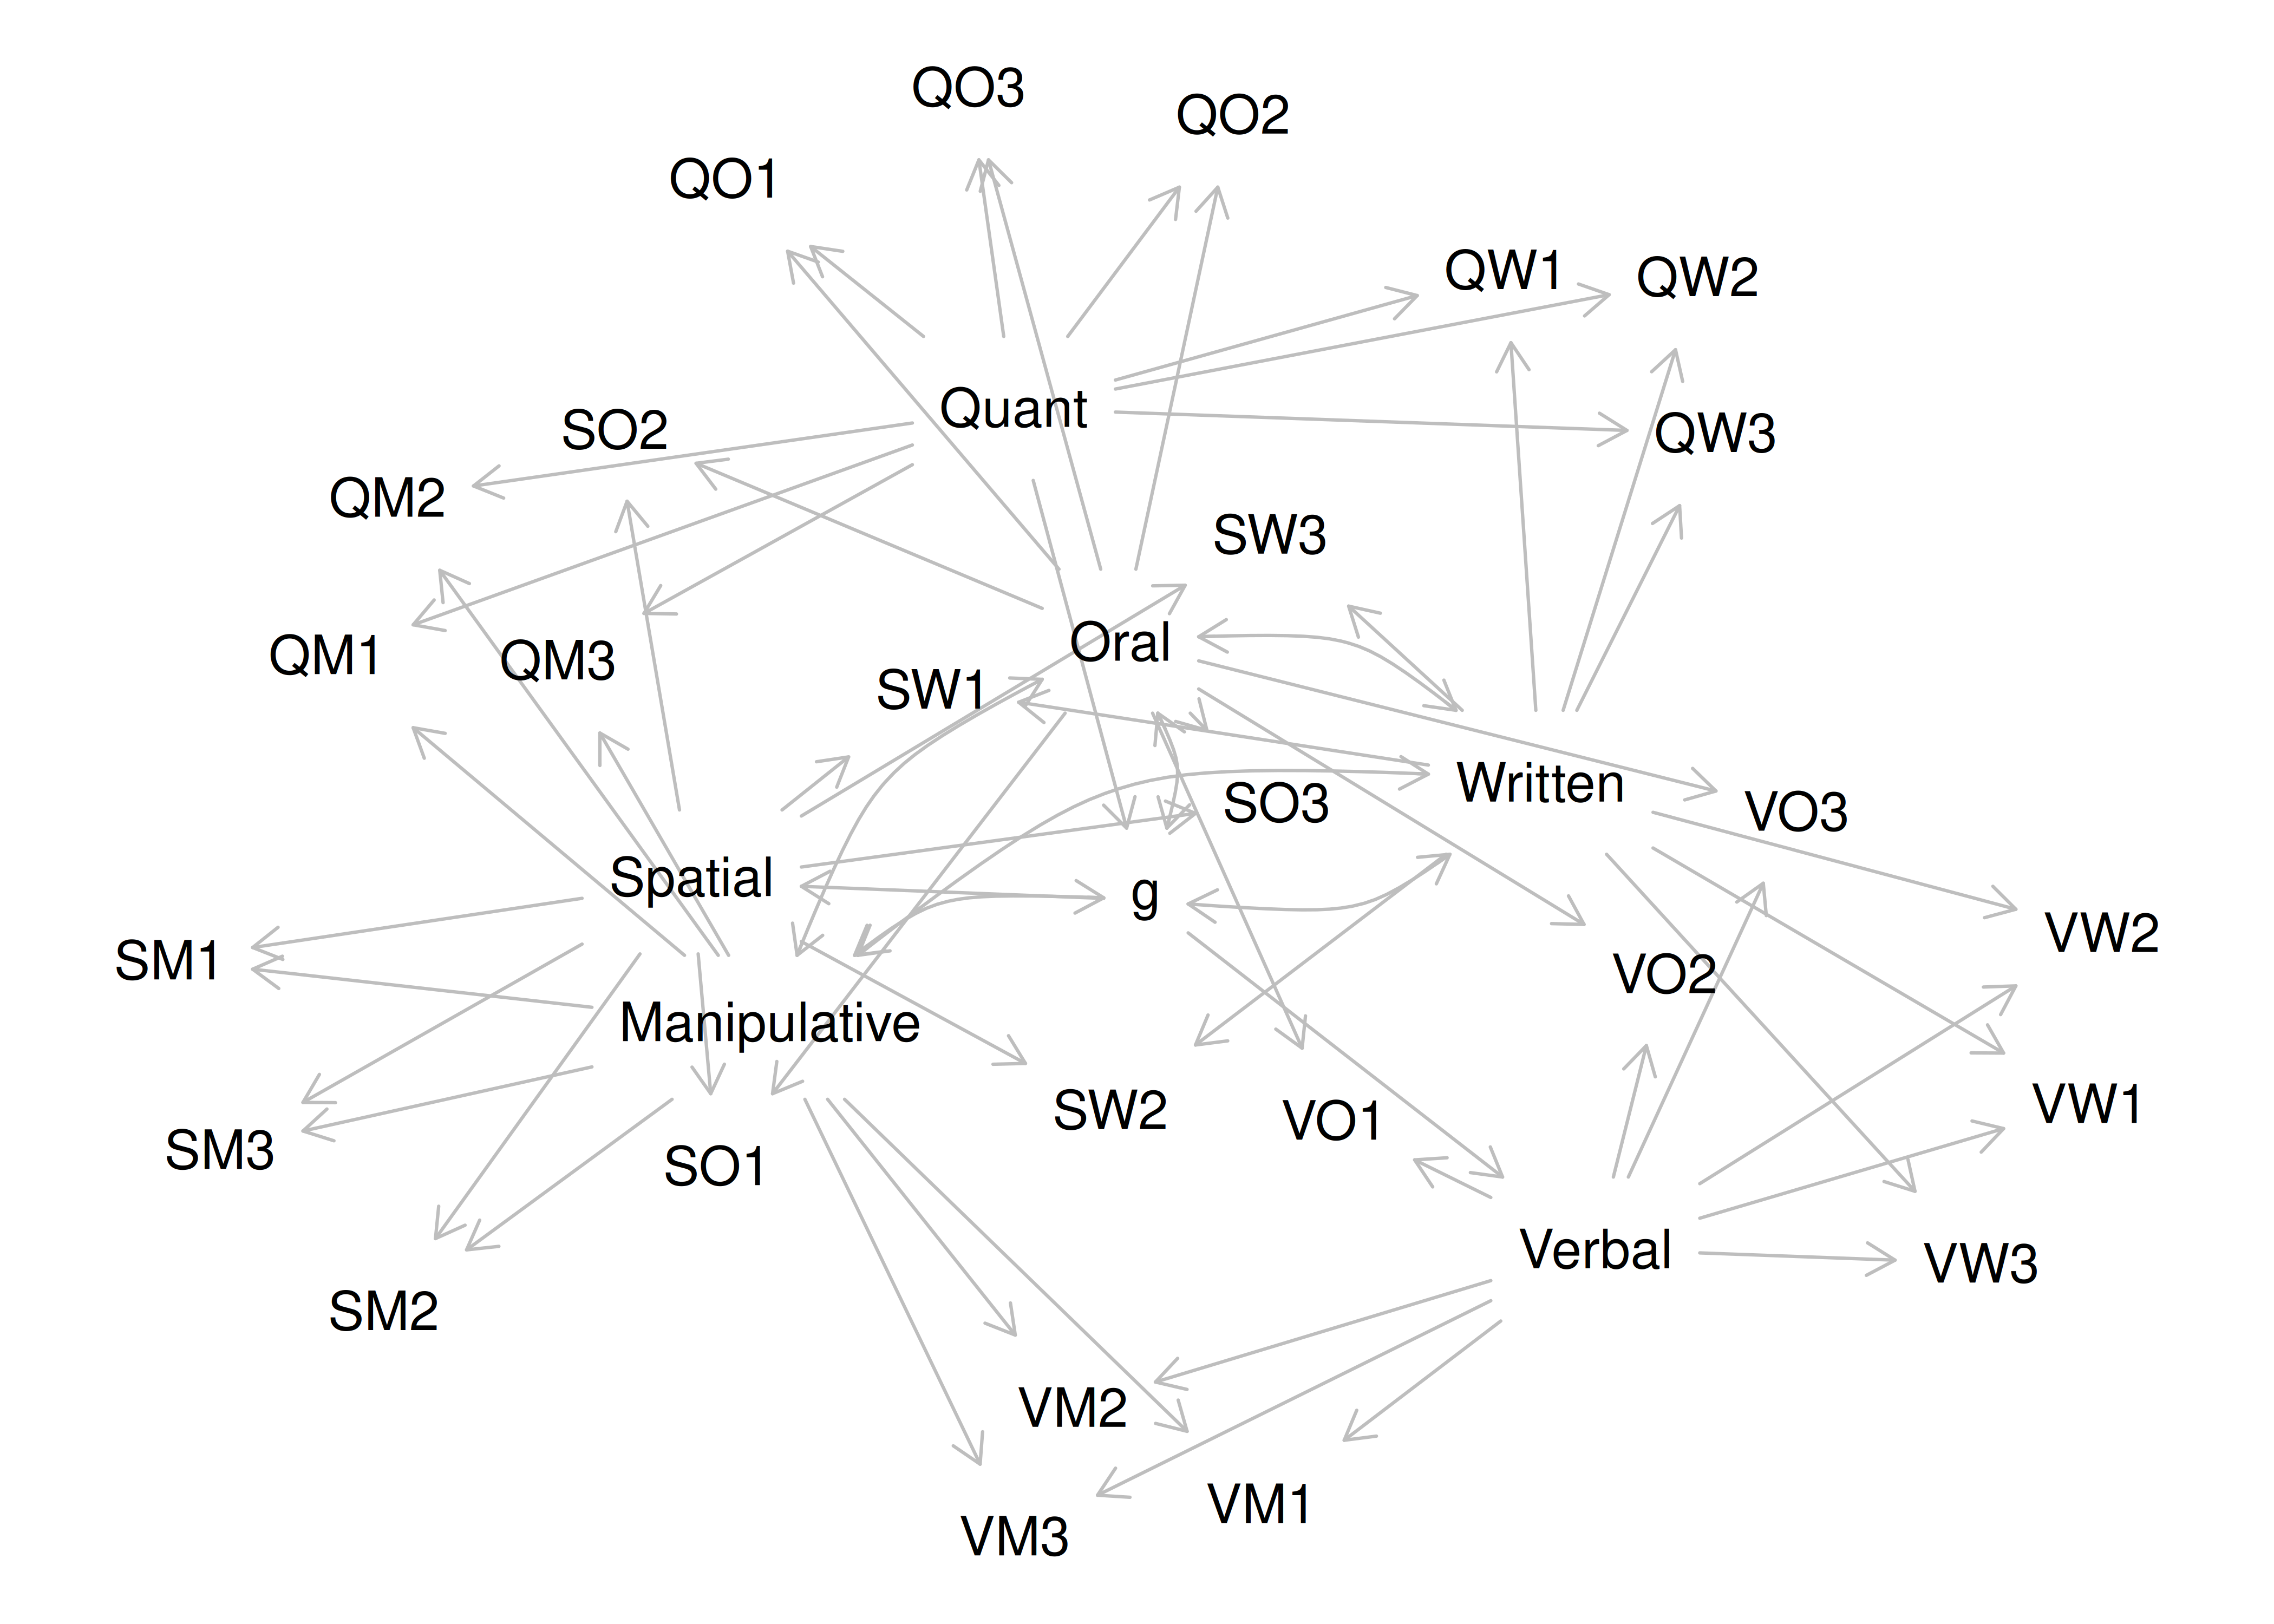 QO3
QO2
QO1
QW1
QW2
Quant
SO2
QW3
QM2
SW3
Oral
QM1
QM3
SW1
Written
SO3
VO3
Spatial
g
VW2
SM1
VO2
Manipulative
VW1
SW2
VO1
SM3
SO1
Verbal
VW3
SM2
VM2
VM1
VM3